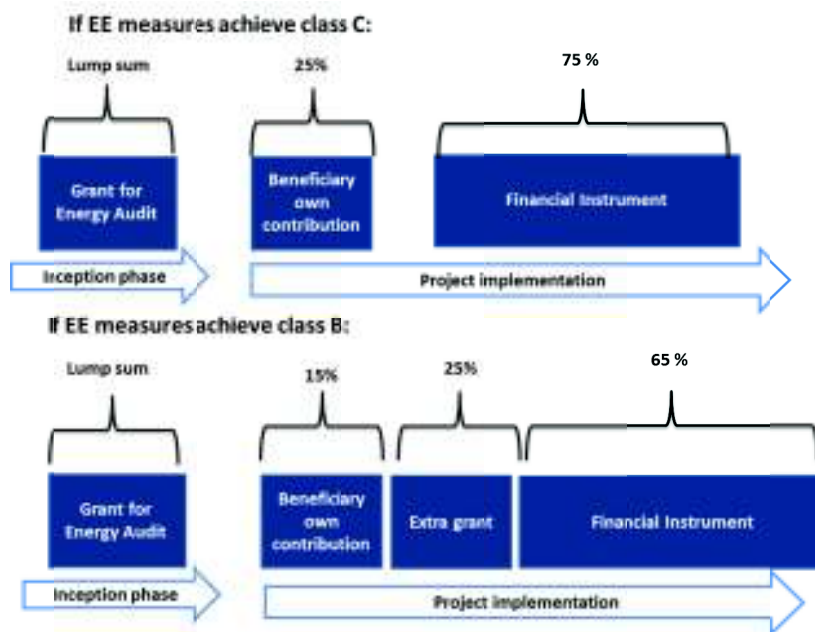 If EE measures achieve class C:
Lump sum
25%
75 %
Grant for
Energy Audit
Beneficiary
own
contribution
Financial Instrument
Inception phase
Project implementation
If EE measures achieve class B:
Lump sum
15%
25%
65 %
Grant for
Energy Audit
Beneficiary
own
contribution
Extra grant
Financial Instrument
Inception phase
Project implementation